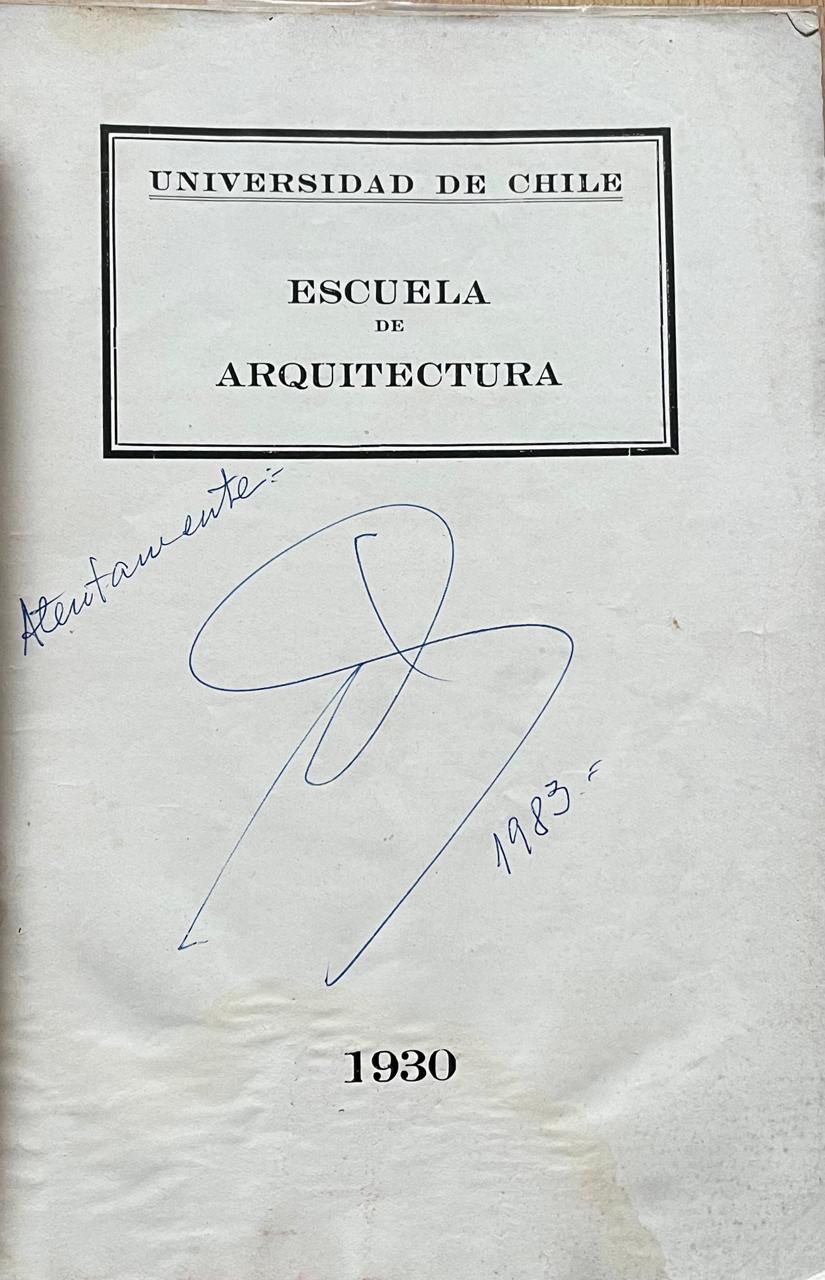 UNIVERSIDAD DE CHILE
ESCUELA
DE
ARQUITECTURA
Atentamente=
1983=
1930